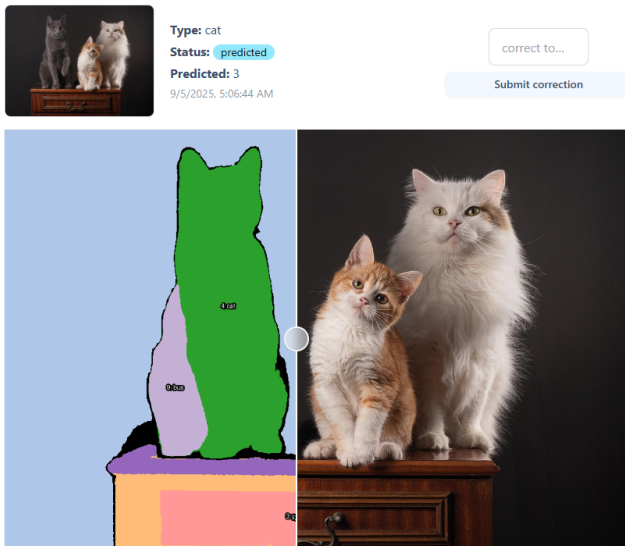 Type: cat
Status: predicted
Predicted: 3
9/5/2025, 5:06:44 AM
correct to...
Submit correction
4:cat
9:bus